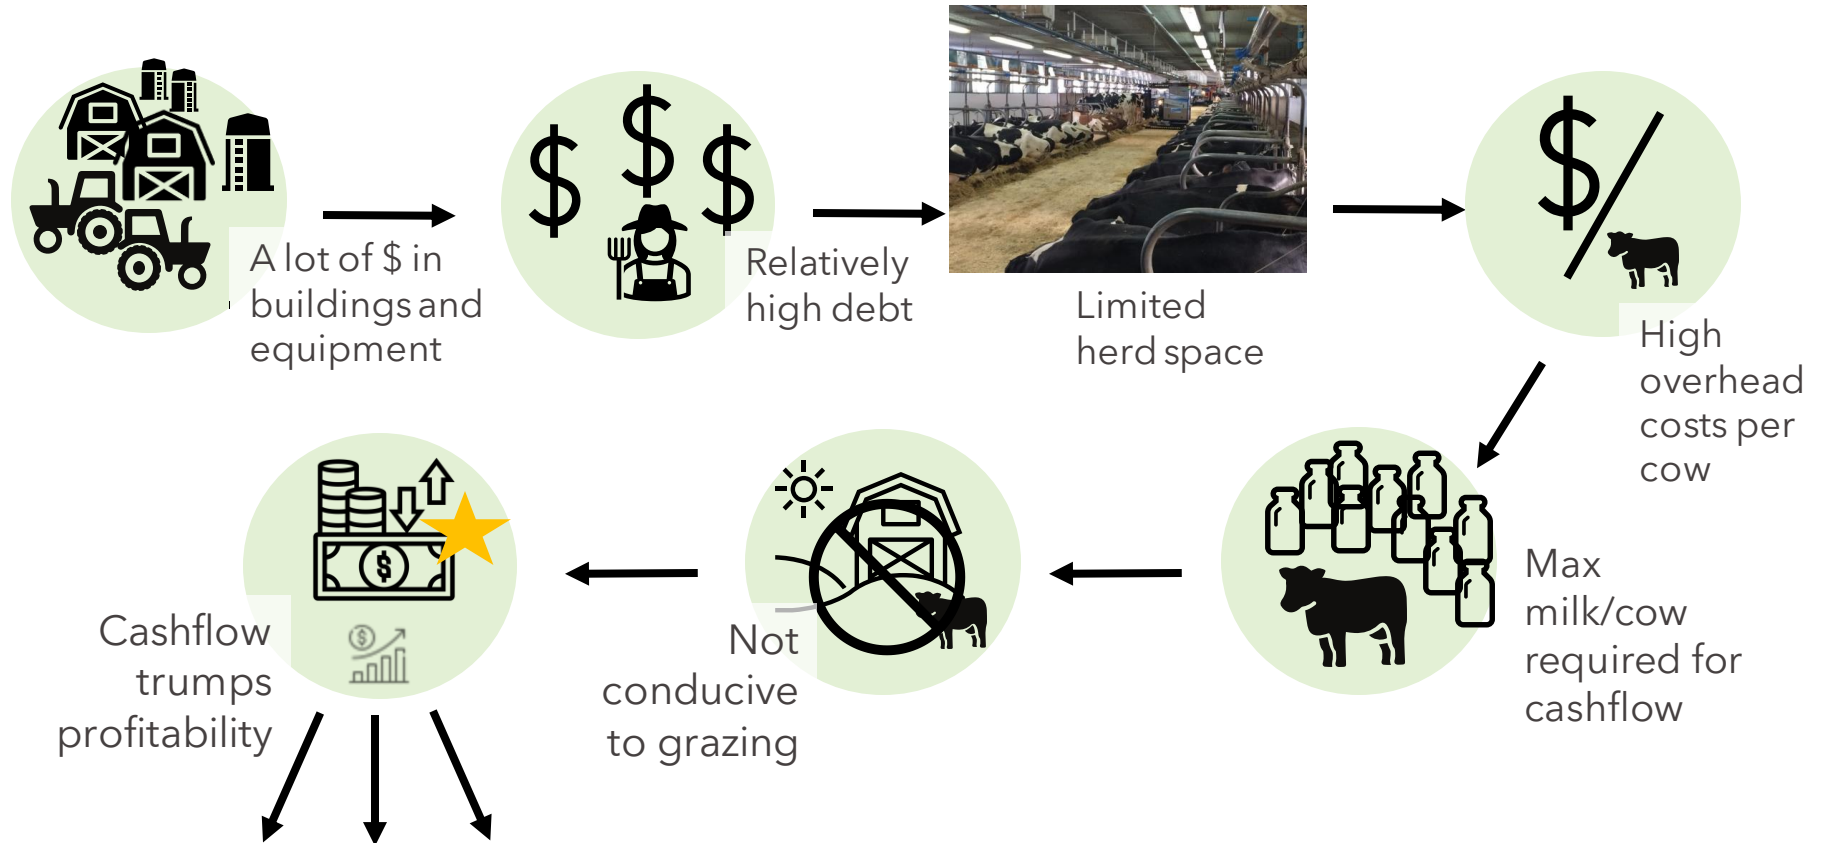 A lot of $ in
buildings and
equipment
Relatively
high debt
Limited
herd space
High
overhead
costs per
cow
Max
milk/cow
required for
cashflow
Not
conducive
to grazing
Cashflow
trumps
profitability